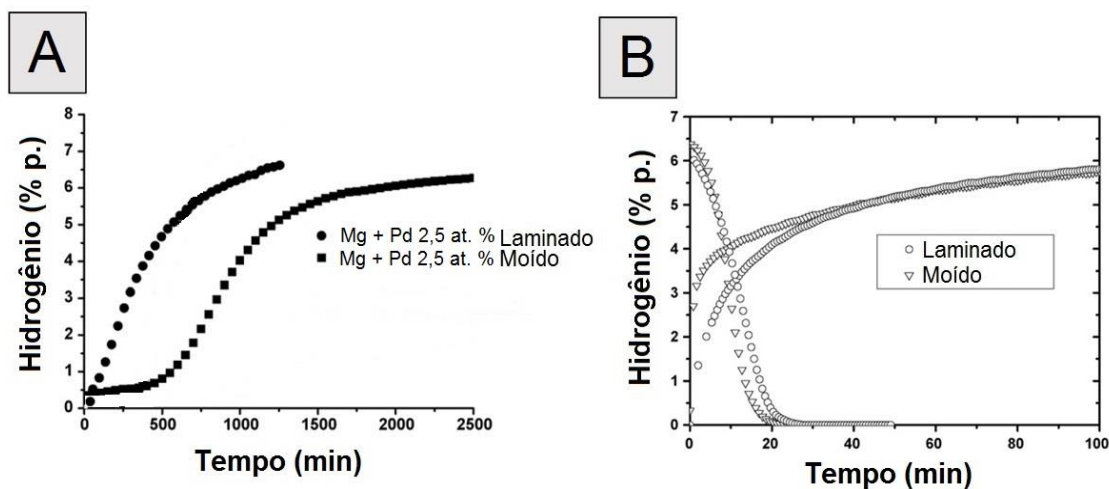 A
Hidrogênio (% p.)
8
7
6
5
4
3
2
1
0
Mg + Pd 2,5 at. % Laminado
Mg + Pd 2,5 at. % Moído
0
500
1000
1500
2000
2500
Tempo (min)
B
Hidrogênio (% p.)
7
6
5
4
3
2
1
0
Laminado
Moído
0
20
40
60
80
100
Tempo (min)